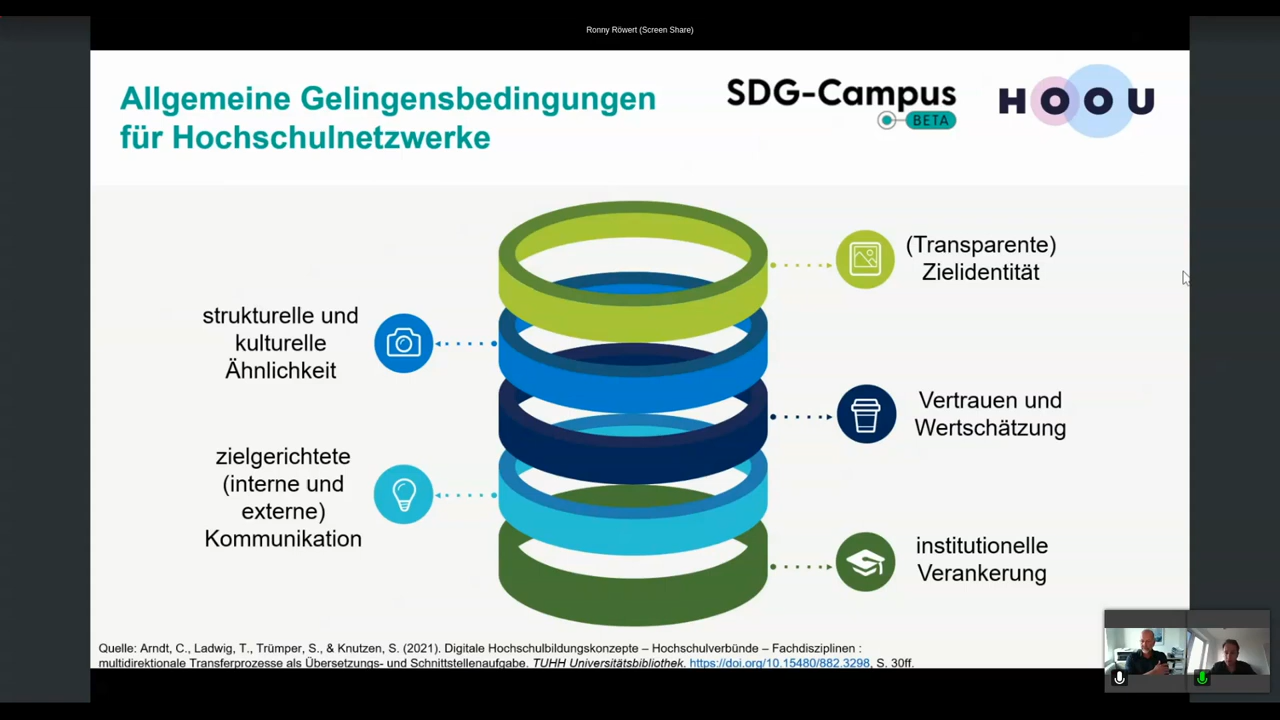 Ronny Röwert (Screen Share)
Allgemeine Gelingensbedingungen
für Hochschulnetzwerke
SDG-Campus
BETA
HOOU
(Transparente)
Zielidentität
strukturelle und
kulturelle
Ähnlichkeit
Vertrauen und
Wertschätzung
zielgerichtete
(interne und
externe)
Kommunikation
institutionelle
Verankerung
Quelle: Arndt, C., Ladwig, T., Trümper, S., & Knutzen, S. (2021). Digitale Hochschulbildungskonzepte – Hochschulverbünde – Fachdisziplinen :
multidirektionale Transferprozesse als Übersetzungs- und Schnittstellenaufgabe. TUHH Universitätsbibliothek. https://doi.org/10.15480/882.3298, S. 30ff.